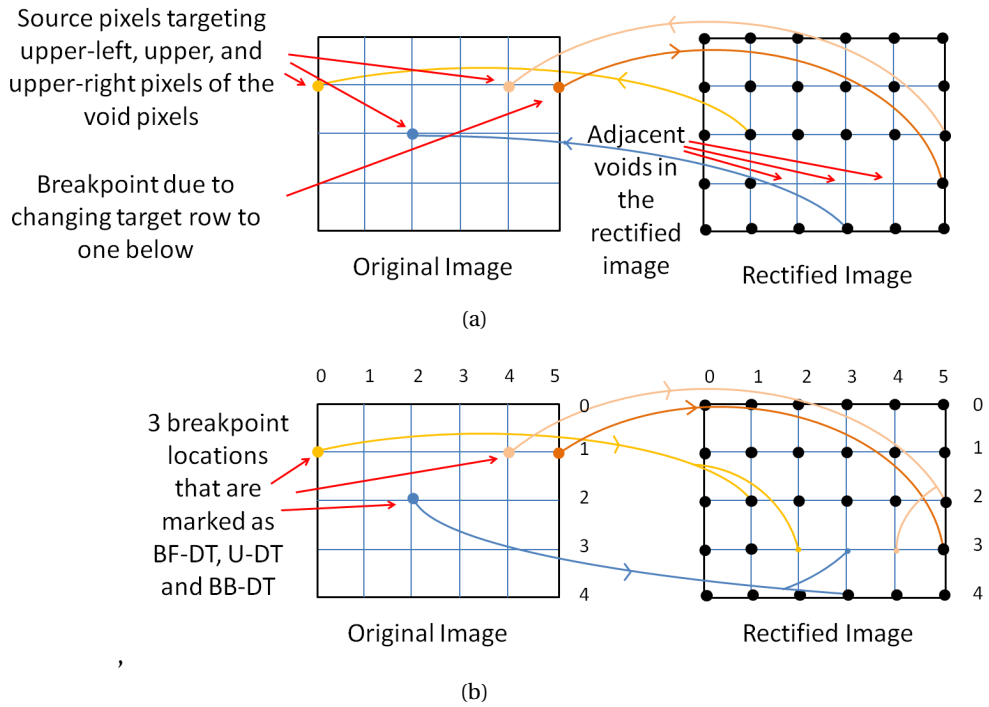 Source pixels targeting
upper-left, upper, and
upper-right pixels of the
void pixels
Breakpoint due to
changing target row to
one below
Adjacent
voids in
the
rectified
image
Original Image
Rectified Image
(a)
0 1 2 3 4 5
0
1
2
3
4
0 1 2 3 4 5
0
1
2
3
4
3 breakpoint
locations
that are
marked as
BF-DT, U-DT
and BB-DT
Original Image
Rectified Image
,
(b)